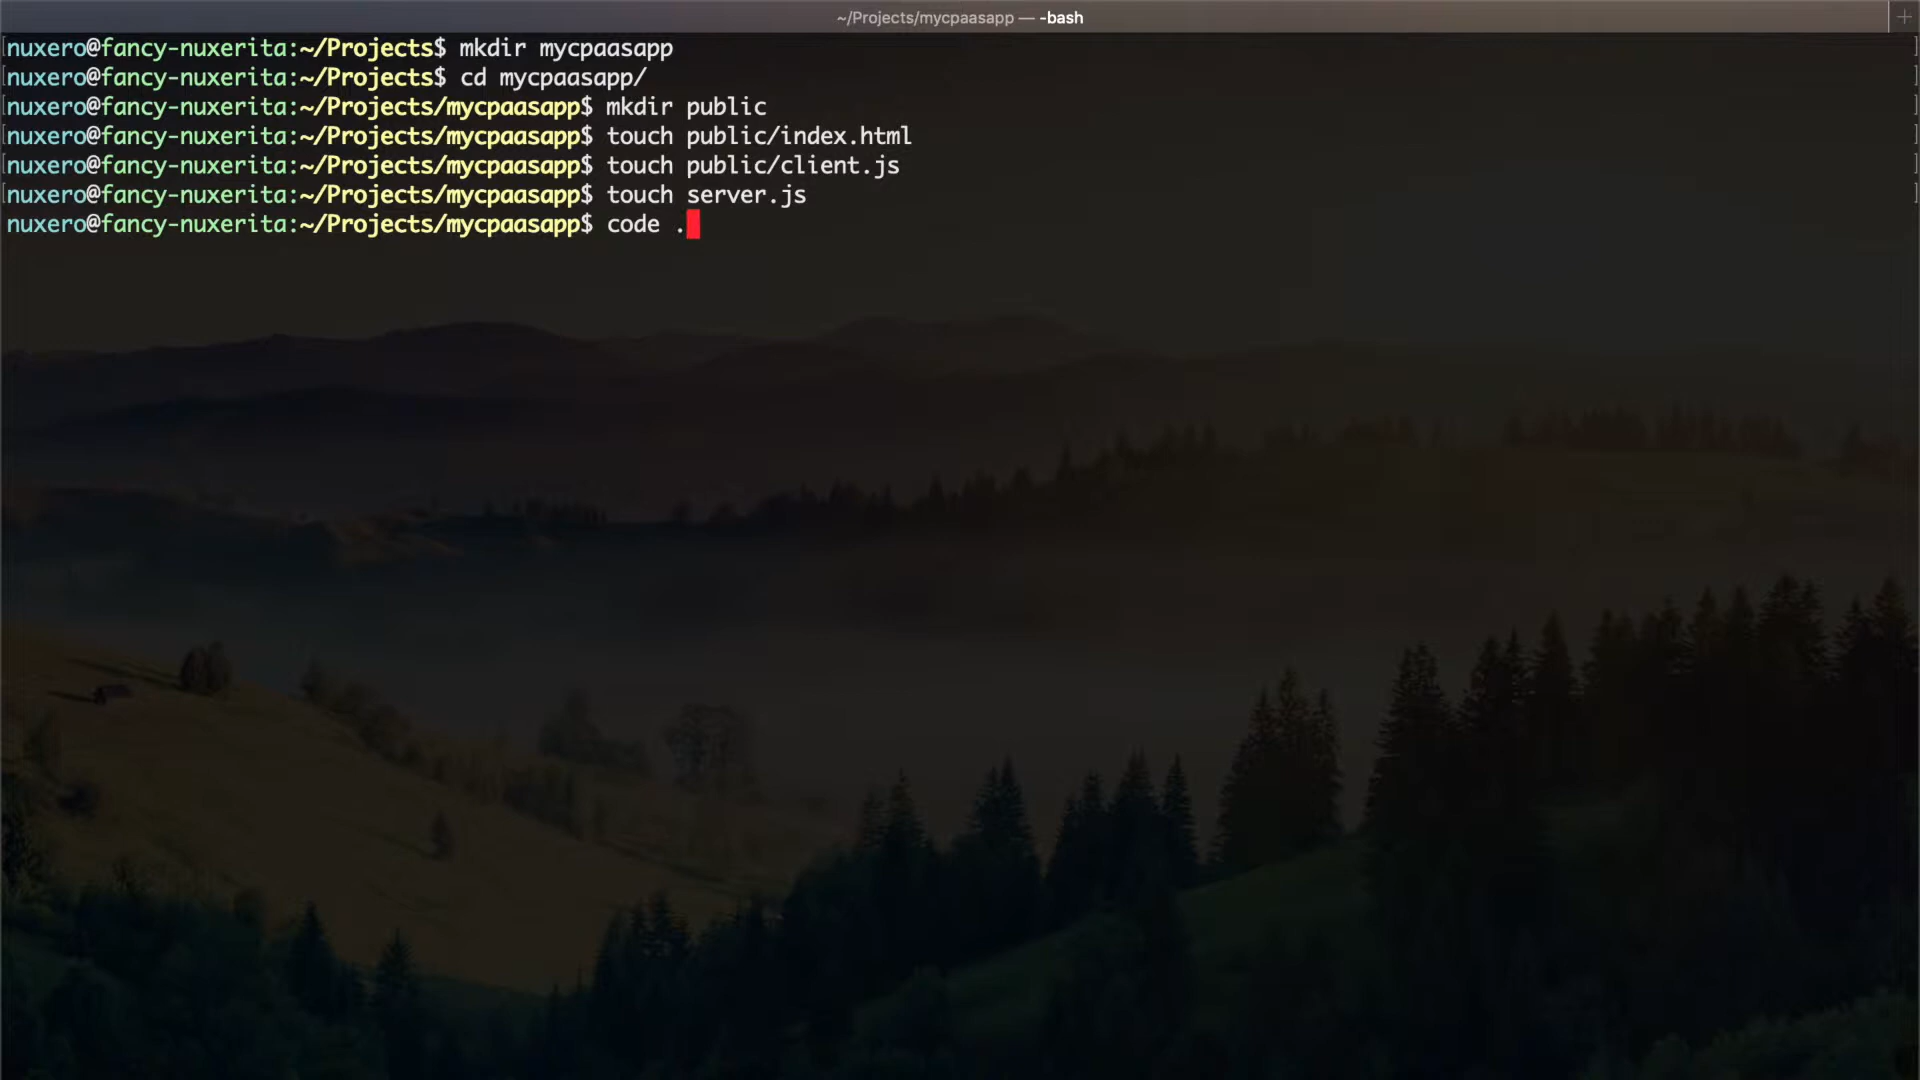 ~/Projects/mycpaasapp — -bash
nuxero@fancy-nuxerita:~/Projects$ mkdir mycpaasapp
nuxero@fancy-nuxerita:~/Projects$ cd mycpaasapp/
nuxero@fancy-nuxerita:~/Projects/mycpaasapp$ mkdir public
nuxero@fancy-nuxerita:~/Projects/mycpaasapp$ touch public/index.html
nuxero@fancy-nuxerita:~/Projects/mycpaasapp$ touch public/client.js
nuxero@fancy-nuxerita:~/Projects/mycpaasapp$ touch server.js
nuxero@fancy-nuxerita:~/Projects/mycpaasapp$ code .